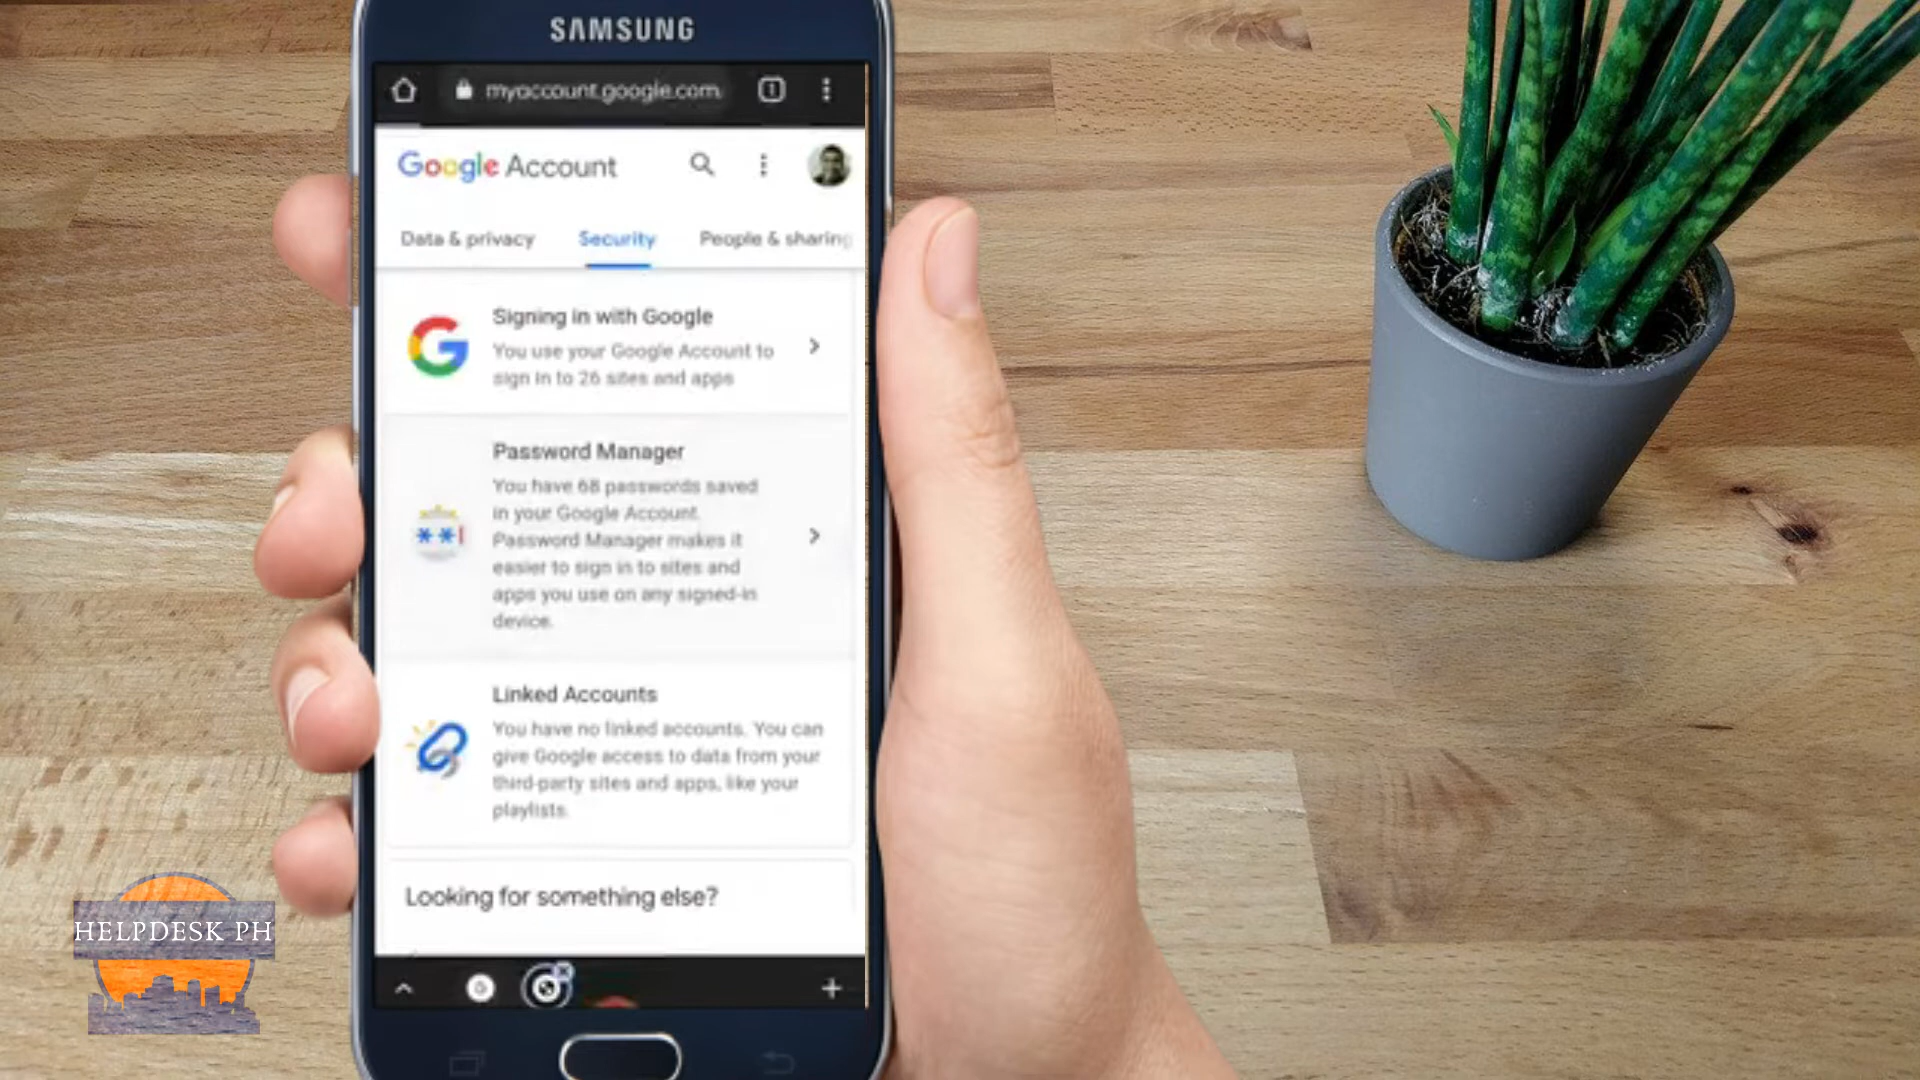 SAMSUNG
myaccount.google.com
1
Google Account
Data & privacy
Security
People & sharing
Signing in with Google
You use your Google Account to
sign in to 26 sites and apps
Password Manager
You have 68 passwords saved
in your Google Account.
Password Manager makes it
easier to sign in to sites and
apps you use on any signed-in
device.
Linked Accounts
You have no linked accounts. You can
give Google access to data from your
third-party sites and apps, like your
playlists.
Looking for something else?
HELPDESK PH